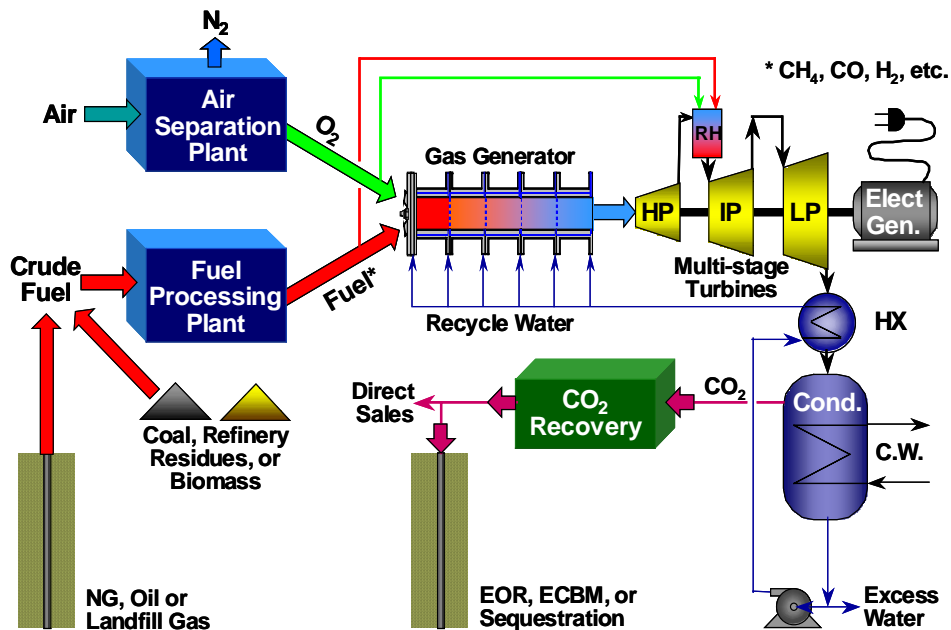 N2
Air
Air
Separation
Plant
O2
* CH4, CO, H2, etc.
RH
Gas Generator
HP
IP
LP
Elect
Gen.
Multi-stage
Turbines
Crude
Fuel
Fuel
Processing
Plant
Fuel*
Recycle Water
HX
Direct
Sales
CO2
Recovery
CO2
Cond.
C.W.
Coal, Refinery
Residues, or
Biomass
NG, Oil or
Landfill Gas
EOR, ECBM, or
Sequestration
Excess
Water